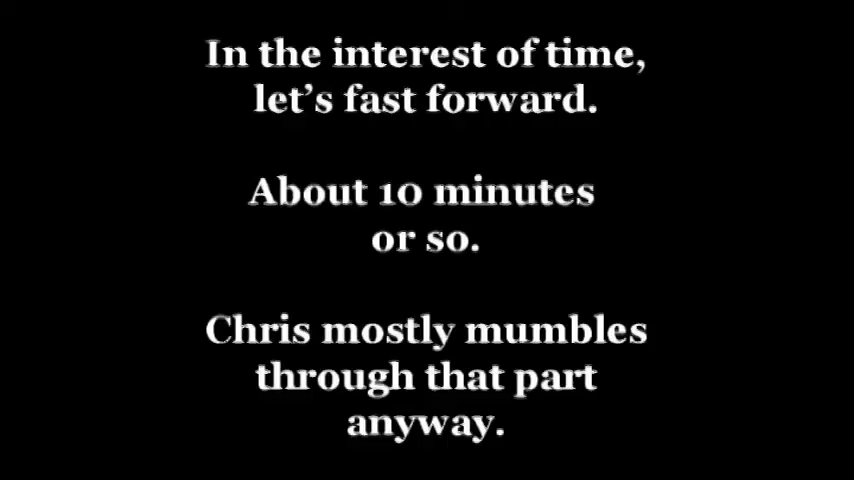 In the interest of time,
let’s fast forward.
About 10 minutes
or so.
Chris mostly mumbles
through that part
anyway.